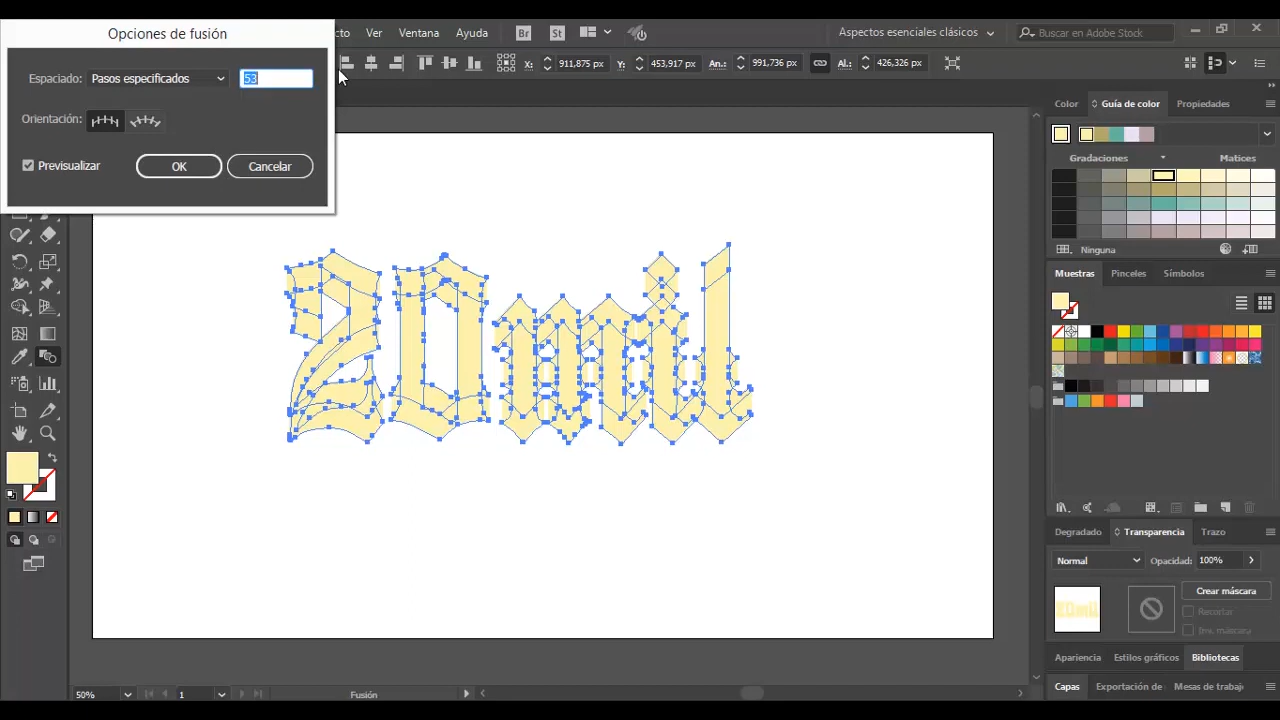 Opciones de fusión
cto Ver Ventana Ayuda Br St Aspectos esenciales clásicos Buscar en Adobe Stock
Espaciado: Pasos especificados 53
X: 911,875 px Y: 453,917 px An.: 991,736 px Al.: 426,326 px
Orientación:
Previsualizar OK Cancelar
Color Guía de color Propiedades
Gradaciones Matices
Ninguna
Muestras Pinceles Símbolos
20mil
Degradado Transparencia Trazo
Normal Opacidad: 100%
Crear máscara
Recortar
Inv. máscara
Apariencia Estilos gráficos Bibliotecas
Capas Exportación de Mesas de trabaj
50% 1 Fusión